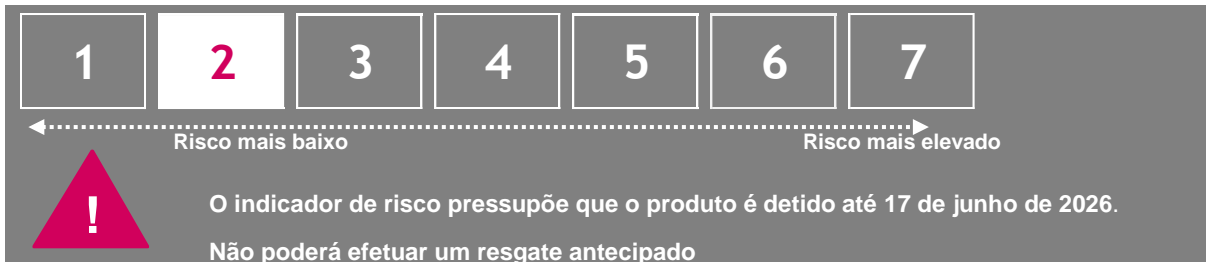 1 2 3 4 5 6 7
Risco mais baixo Risco mais elevado
! O indicador de risco pressupõe que o produto é detido até 17 de junho de 2026.
Não poderá efetuar um resgate antecipado